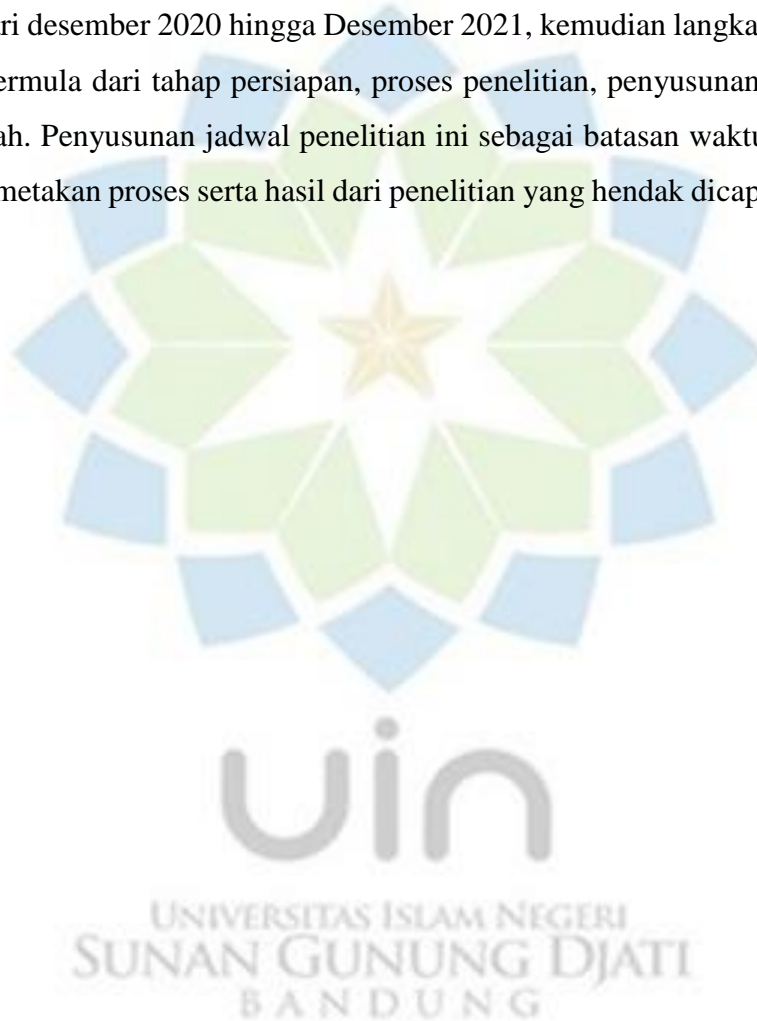 ri desember 2020 hingga Desember 2021, kemudian langka
ermula dari tahap persiapan, proses penelitian, penyusunan
ah. Penyusunan jadwal penelitian ini sebagai batasan waktu
metakan proses serta hasil dari penelitian yang hendak dicap
uin
UNIVERSITAS ISLAM NEGERI
SUNAN GUNUNG DJATI
BANDUNG